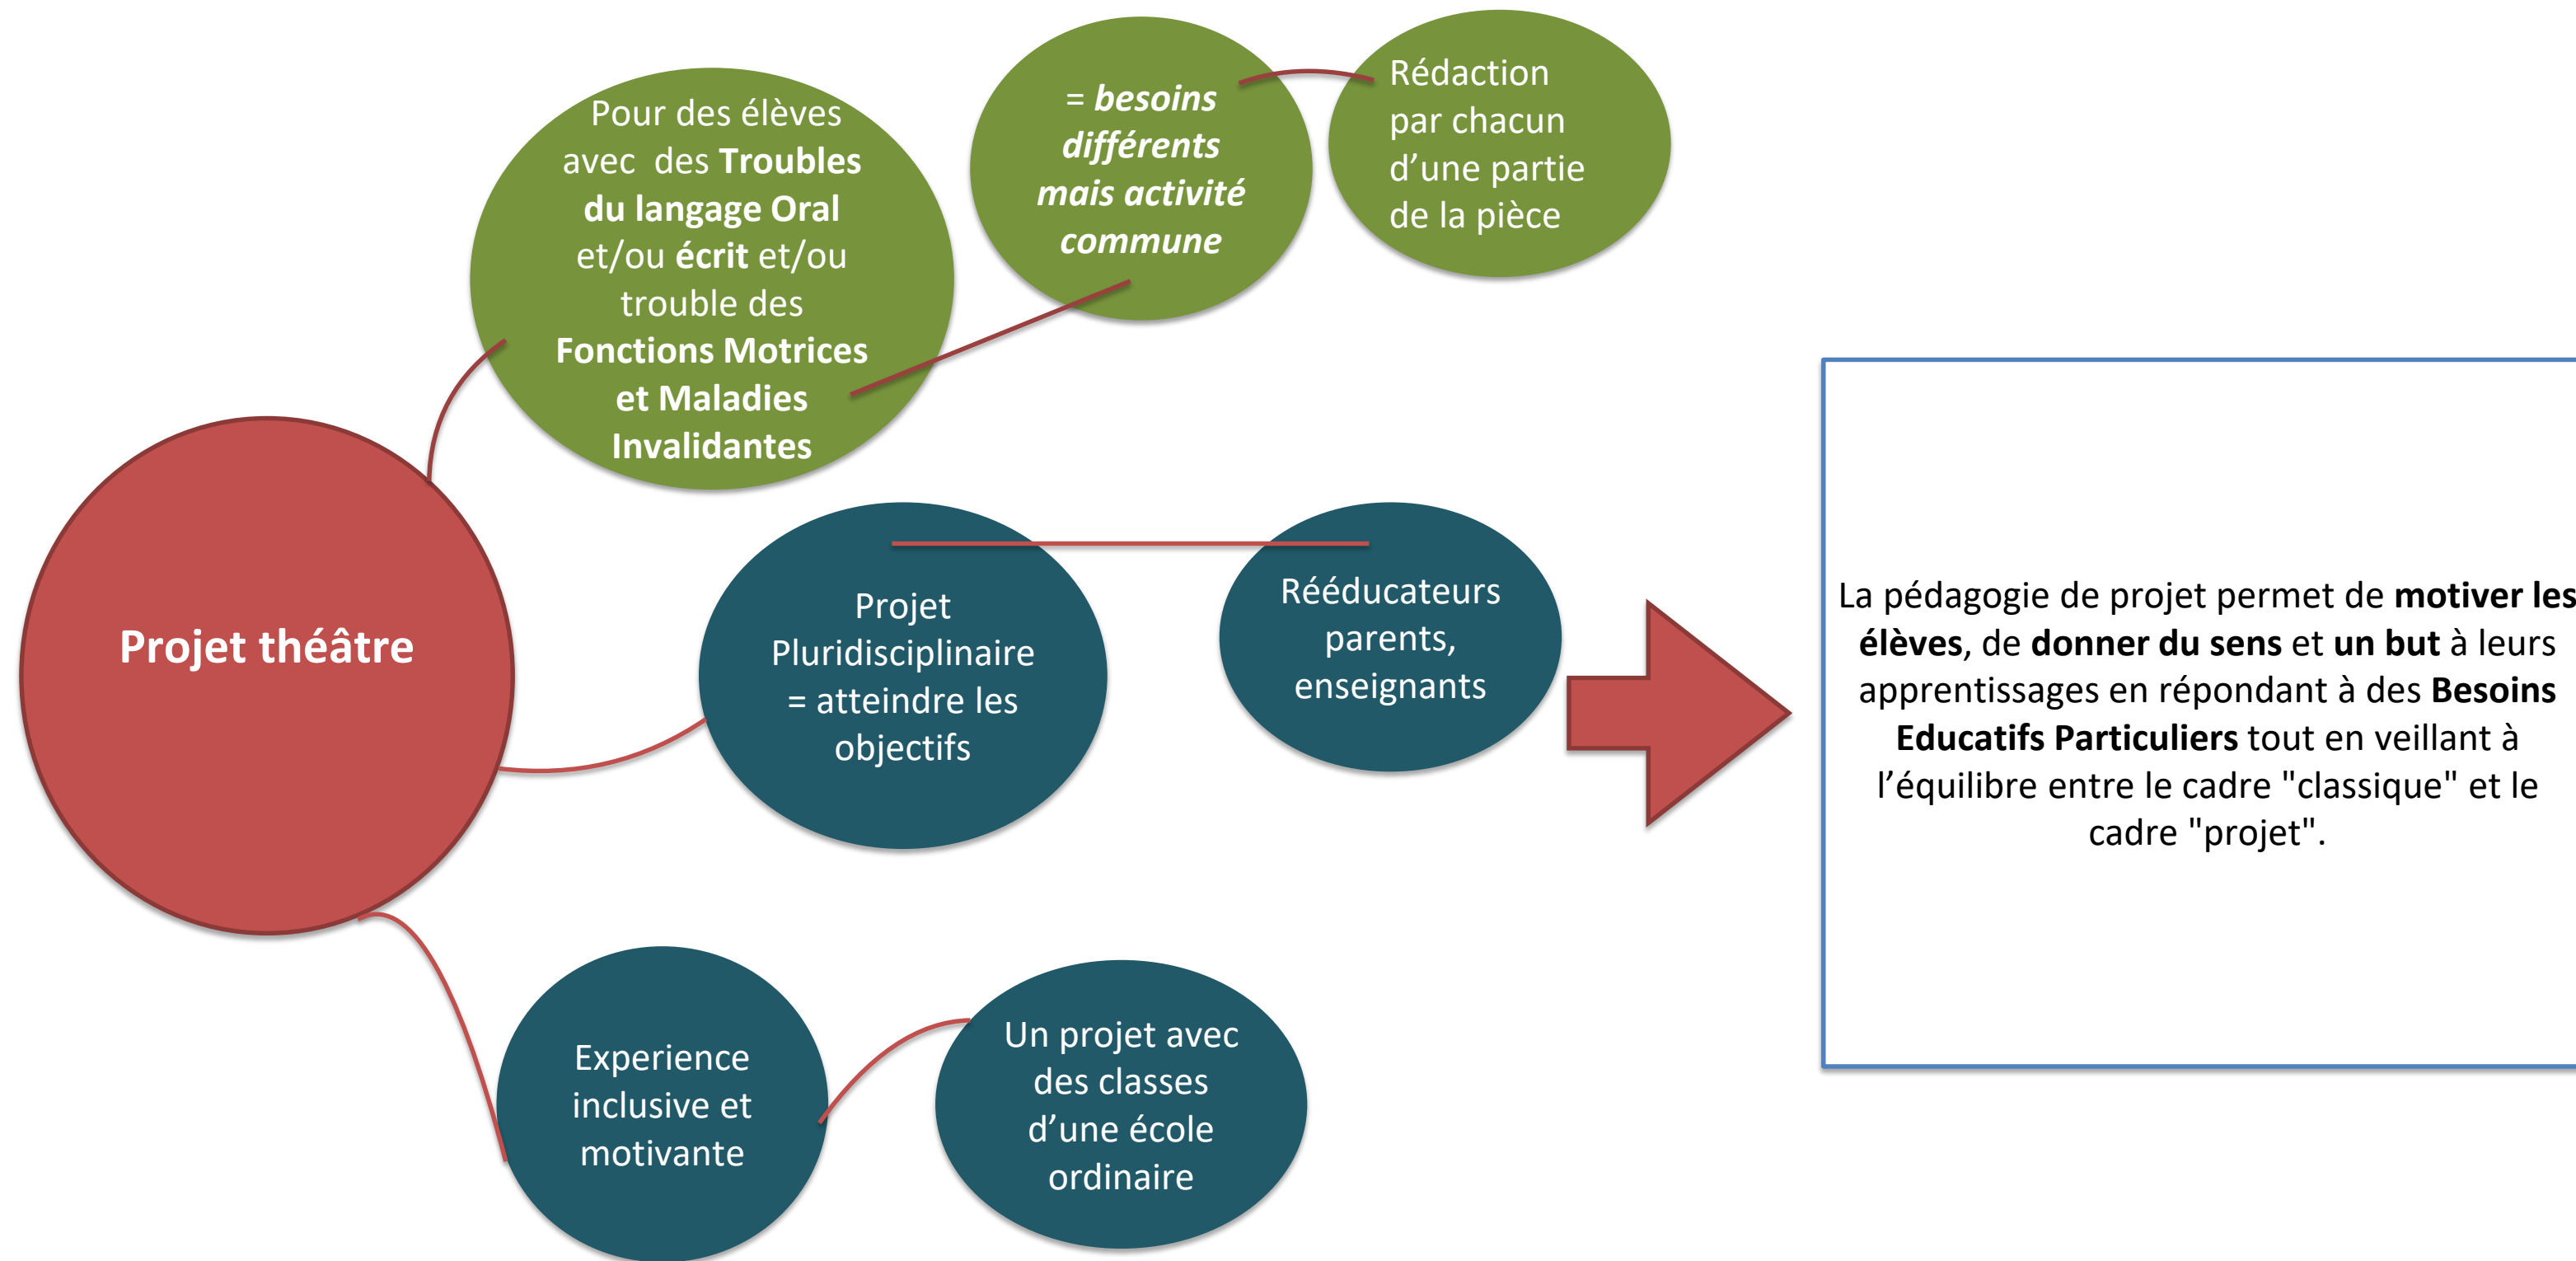 Projet théâtre
Pour des élèves
avec  des Troubles
du langage Oral
et/ou écrit et/ou
trouble des
Fonctions Motrices
et Maladies
Invalidantes
= besoins
différents
mais activité
commune
Rédaction
par chacun
d’une partie
de la pièce
Projet
Pluridisciplinaire
= atteindre les
objectifs
Rééducateurs
parents,
enseignants
Experience
inclusive et
motivante
Un projet avec
des classes
d’une école
ordinaire
La pédagogie de projet permet de motiver les
élèves, de donner du sens et un but à leurs
apprentissages en répondant à des Besoins
Educatifs Particuliers tout en veillant à
l’équilibre entre le cadre "classique" et le
cadre "projet".